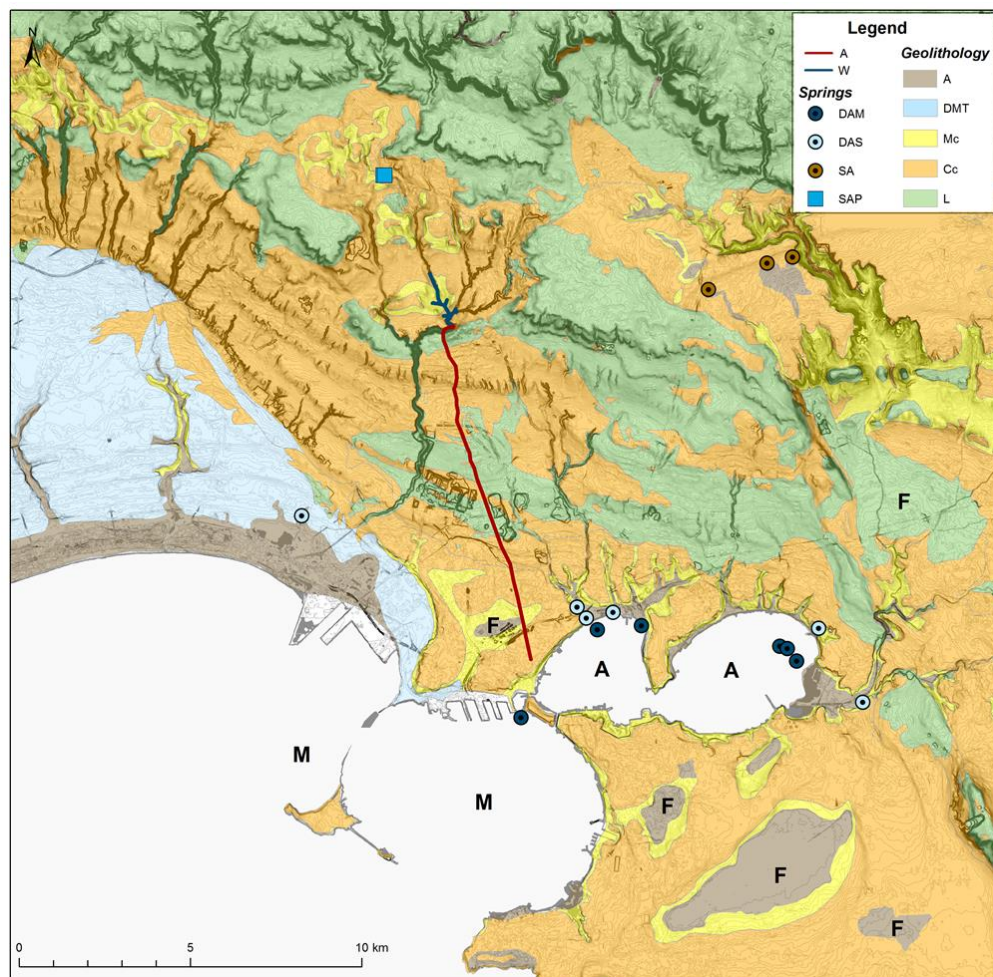 N
Legend
A
W
Springs
DAM
DAS
SA
SAP
Geolithology
A
DMT
Mc
Cc
L
F
F
A
A
M
M
F
F
F
0 5 10 km